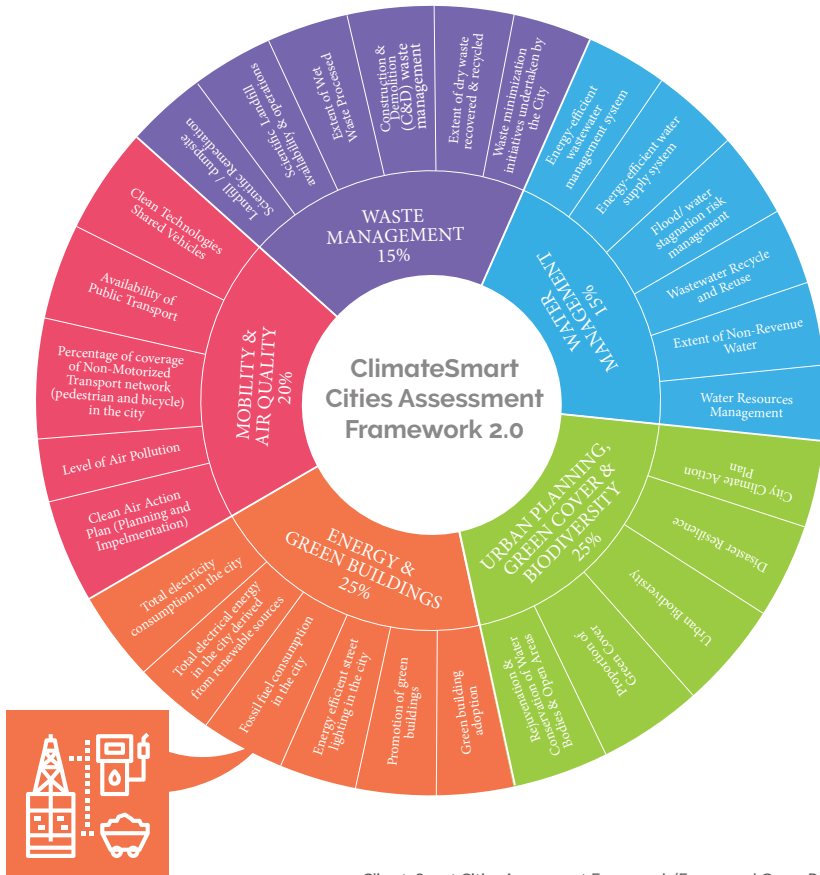 ClimateSmart
Cities Assessment
Framework 2.0
WASTE
MANAGEMENT
15%
Landfill / dumpsite
Scientific Remediation
Scientific Landfill
availability & operations
Extent of Wet
Waste Processed
Construction &
Demolition
(C&D) waste
management
Extent of dry waste
recovered & recycled
Waste minimization
initiatives undertaken by
the City
WATER
MANAGEMENT
15%
Energy-efficient
wastewater
management system
Energy-efficient water
supply system
Flood/ water
stagnation risk
management
Wastewater Recycle
and Reuse
Extent of Non-Revenue
Water
Water Resources
Management
URBAN PLANNING,
GREEN COVER &
BIODIVERSITY
25%
City Climate Action
Plan
Disaster Resilience
Urban Biodiversity
Proportion of
Green Cover
Rejuvenation &
Conservation of Water
Bodies & Open Areas
ENERGY &
GREEN BUILDINGS
25%
Green building
adoption
Promotion of green
buildings
Energy efficient street
lighting in the city
Fossil fuel consumption
in the city
Total electrical energy
in the city derived
from renewable sources
Total electricity
consumption in the city
MOBILITY &
AIR QUALITY
20%
Clean Air Action
Plan (Planning and
Impelmentation)
Level of Air Pollution
Percentage of coverage
of Non-Motorized
Transport network
(pedestrian and bicycle)
in the city
Availability of
Public Transport
Clean Technologies
Shared Vehicles